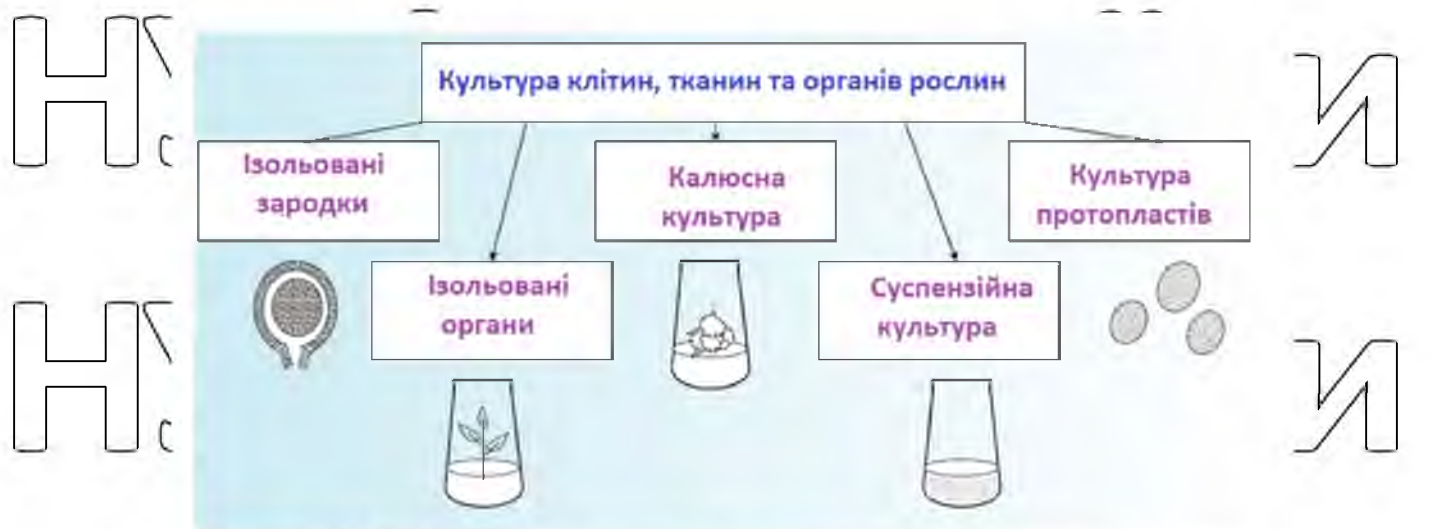 Культура клітин, тканин та органів рослин
Ізольовані
зародки
Калюсна
культура
Культура
протопластів
Ізольовані
органи
Суспензійна
культура